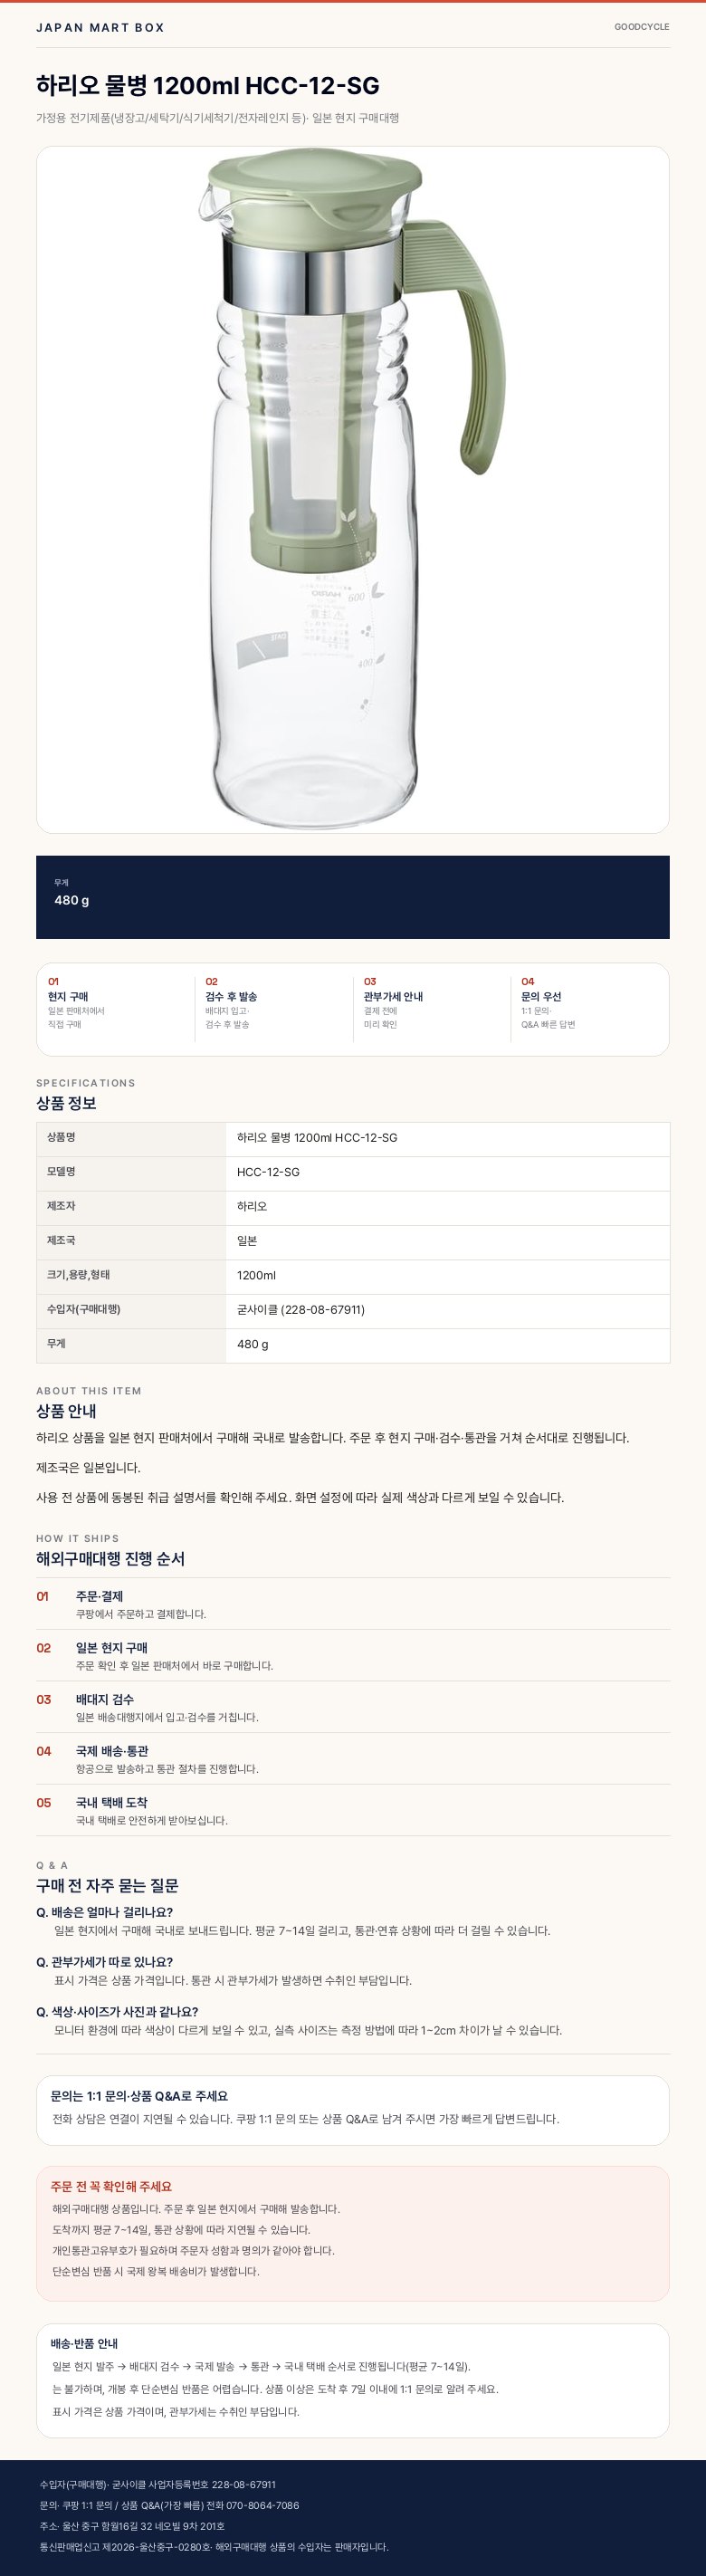 JAPAN MART BOX
GOODCYCLE
하리오 물병 1200ml HCC-12-SG
가정용 전기제품(냉장고/세탁기/식기세척기/전자레인지 등)· 일본 현지 구매대행
600
400
무게
480 g
01
현지 구매
일본 판매처에서
직접 구매
02
검수 후 발송
배대지 입고·
검수 후 발송
03
관부가세 안내
결제 전에
미리 확인
04
문의 우선
1:1 문의·
Q&A 빠른 답변
SPECIFICATIONS
상품 정보
상품명 하리오 물병 1200ml HCC-12-SG
모델명 HCC-12-SG
제조자 하리오
제조국 일본
크기,용량,형태 1200ml
수입자(구매대행) 굳사이클 (228-08-67911)
무게 480 g
ABOUT THIS ITEM
상품 안내
하리오 상품을 일본 현지 판매처에서 구매해 국내로 발송합니다. 주문 후 현지 구매·검수·통관을 거쳐 순서대로 진행됩니다.
제조국은 일본입니다.
사용 전 상품에 동봉된 취급 설명서를 확인해 주세요. 화면 설정에 따라 실제 색상과 다르게 보일 수 있습니다.
HOW IT SHIPS
해외구매대행 진행 순서
01 주문·결제
쿠팡에서 주문하고 결제합니다.
02 일본 현지 구매
주문 확인 후 일본 판매처에서 바로 구매합니다.
03 배대지 검수
일본 배송대행지에서 입고·검수를 거칩니다.
04 국제 배송·통관
항공으로 발송하고 통관 절차를 진행합니다.
05 국내 택배 도착
국내 택배로 안전하게 받아보십니다.
Q & A
구매 전 자주 묻는 질문
Q. 배송은 얼마나 걸리나요?
일본 현지에서 구매해 국내로 보내드립니다. 평균 7~14일 걸리고, 통관·연휴 상황에 따라 더 걸릴 수 있습니다.
Q. 관부가세가 따로 있나요?
표시 가격은 상품 가격입니다. 통관 시 관부가세가 발생하면 수취인 부담입니다.
Q. 색상·사이즈가 사진과 같나요?
모니터 환경에 따라 색상이 다르게 보일 수 있고, 실측 사이즈는 측정 방법에 따라 1~2cm 차이가 날 수 있습니다.
문의는 1:1 문의·상품 Q&A로 주세요
전화 상담은 연결이 지연될 수 있습니다. 쿠팡 1:1 문의 또는 상품 Q&A로 남겨 주시면 가장 빠르게 답변드립니다.
주문 전 꼭 확인해 주세요
해외구매대행 상품입니다. 주문 후 일본 현지에서 구매해 발송합니다.
도착까지 평균 7~14일, 통관 상황에 따라 지연될 수 있습니다.
개인통관고유부호가 필요하며 주문자 성함과 명의가 같아야 합니다.
단순변심 반품 시 국제 왕복 배송비가 발생합니다.
배송·반품 안내
일본 현지 발주 → 배대지 검수 → 국제 발송 → 통관 → 국내 택배 순서로 진행됩니다(평균 7~14일).
는 불가하며, 개봉 후 단순변심 반품은 어렵습니다. 상품 이상은 도착 후 7일 이내에 1:1 문의로 알려 주세요.
표시 가격은 상품 가격이며, 관부가세는 수취인 부담입니다.
수입자(구매대행)· 굳사이클 사업자등록번호 228-08-67911
문의· 쿠팡 1:1 문의 / 상품 Q&A(가장 빠름) 전화 070-8064-7086
주소· 울산 중구 함월16길 32 네오빌 9차 201호
통신판매업신고 제2026-울산중구-0280호· 해외구매대행 상품의 수입자는 판매자입니다.